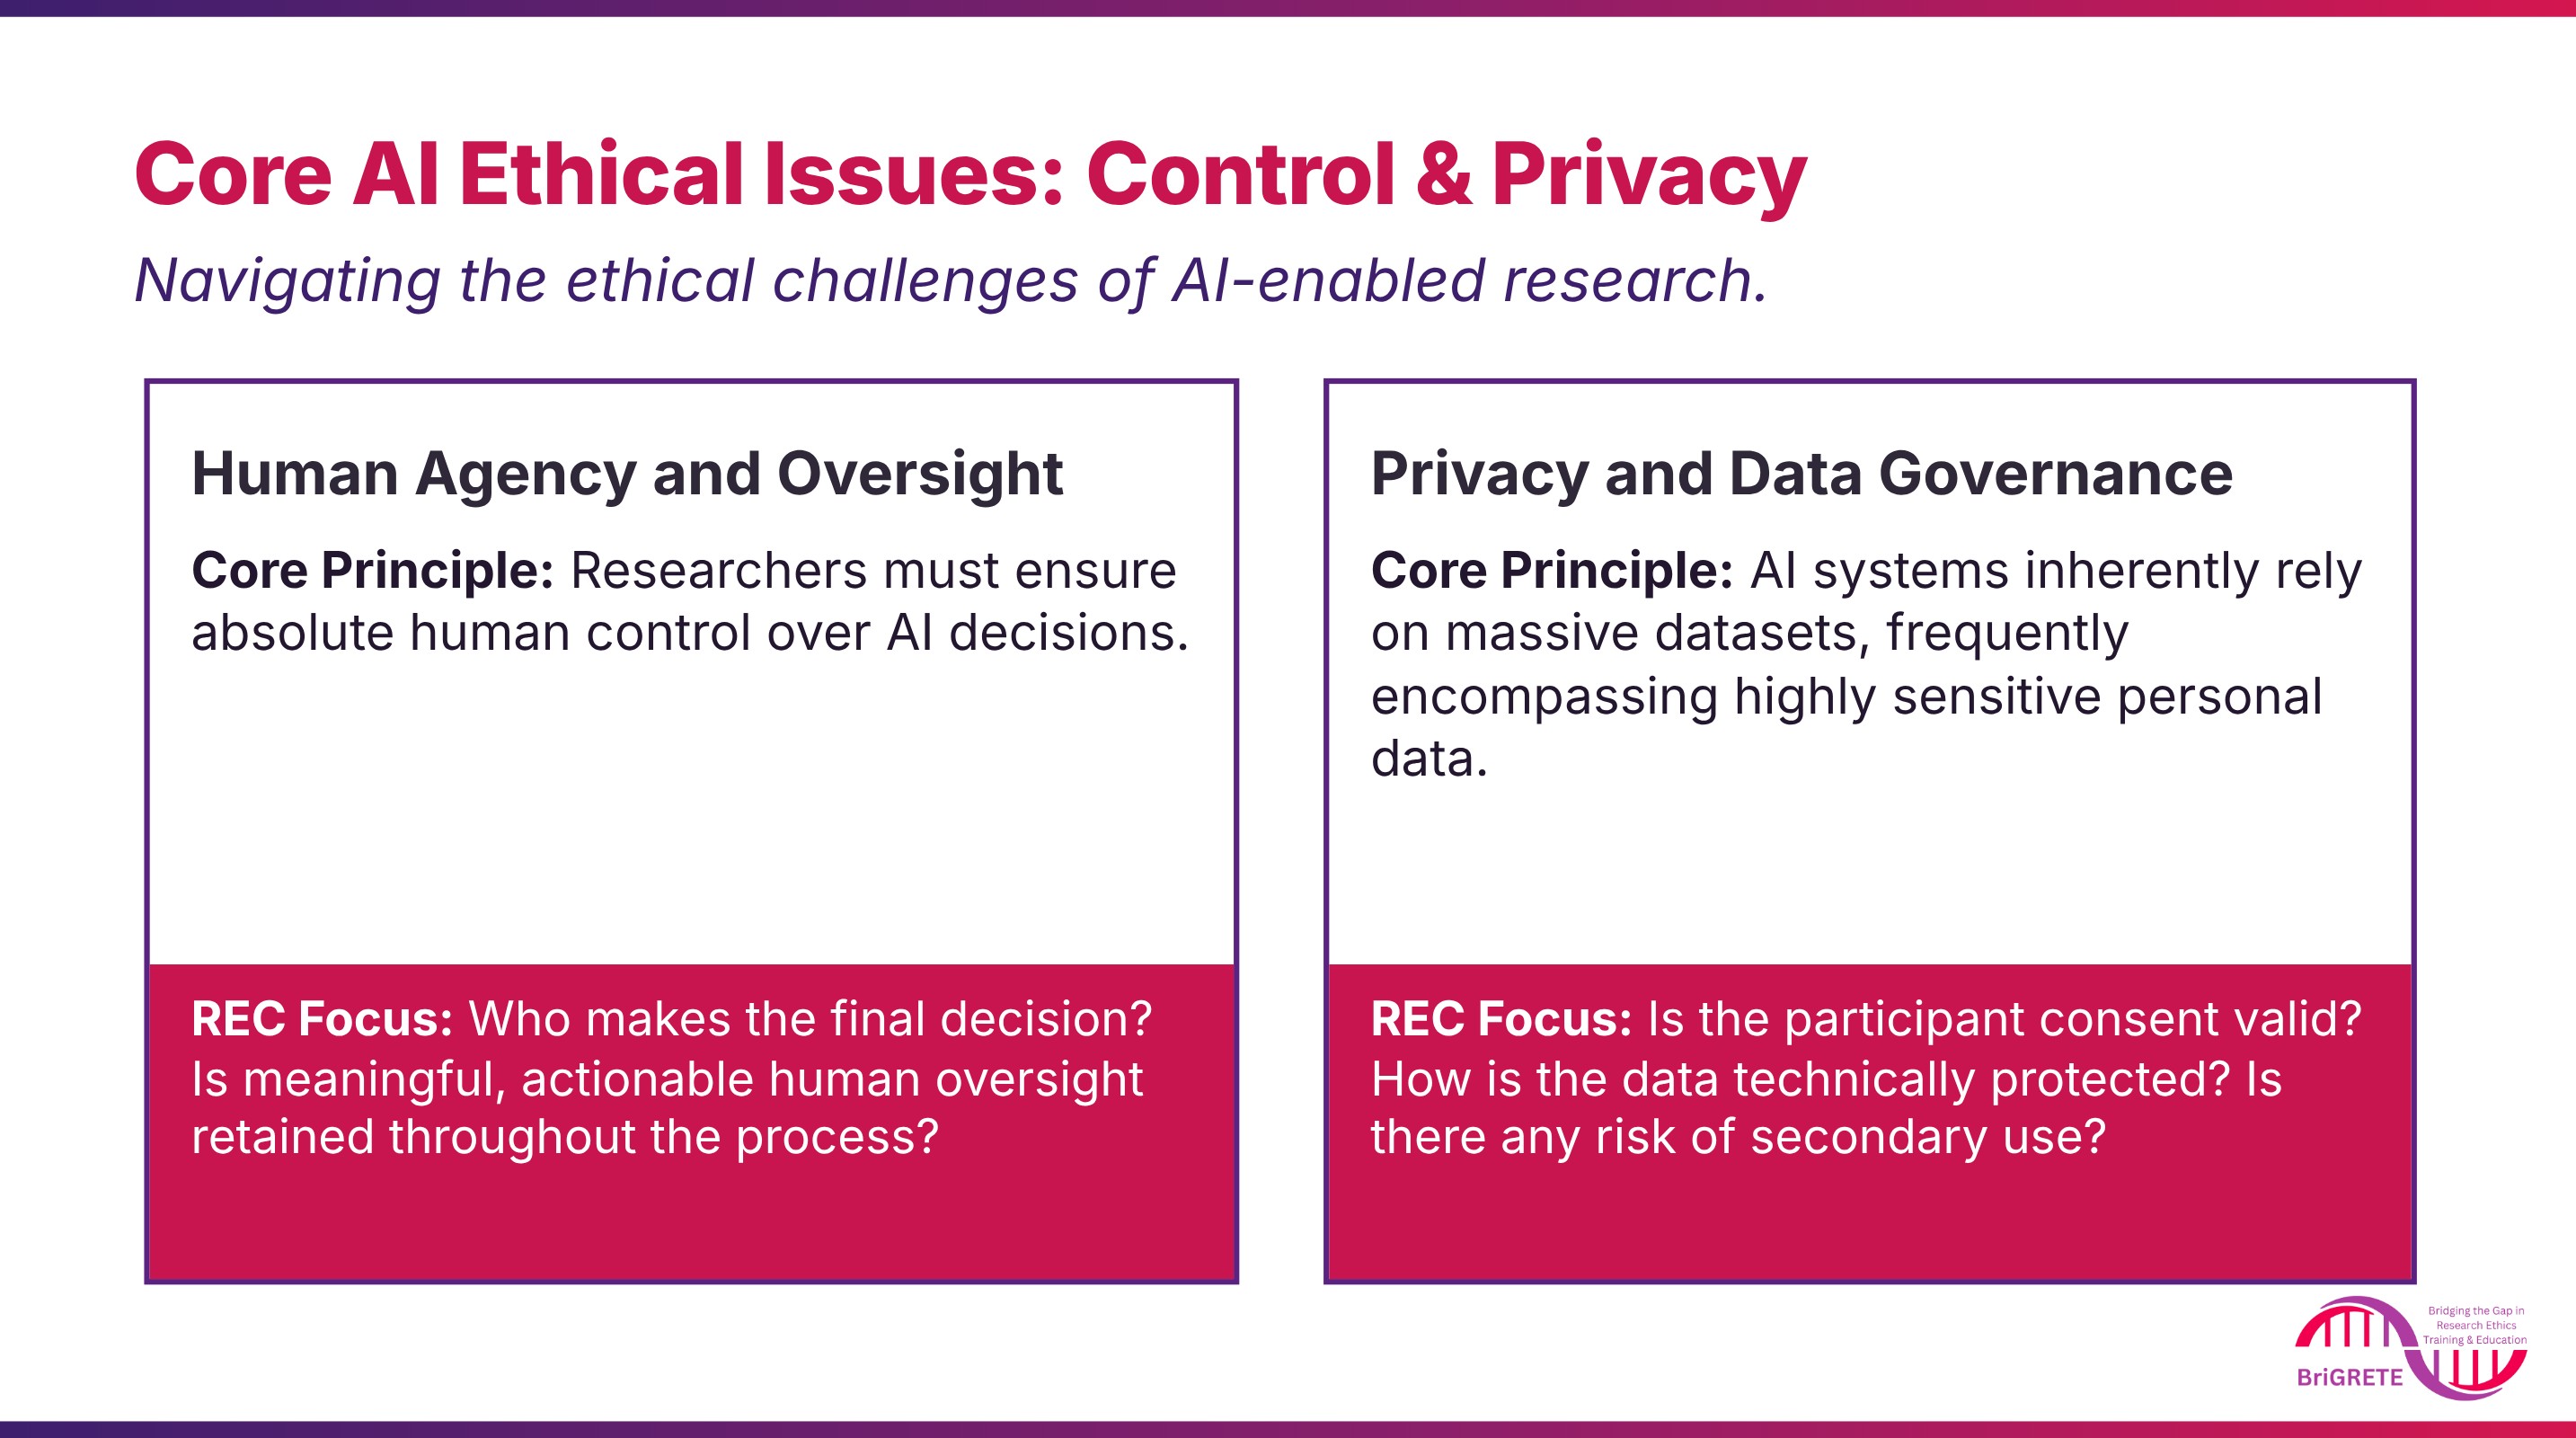 Core AI Ethical Issues: Control & Privacy
Navigating the ethical challenges of AI-enabled research.
Human Agency and Oversight
Core Principle: Researchers must ensure
absolute human control over AI decisions.
REC Focus: Who makes the final decision?
Is meaningful, actionable human oversight
retained throughout the process?
Privacy and Data Governance
Core Principle: AI systems inherently rely
on massive datasets, frequently
encompassing highly sensitive personal
data.
REC Focus: Is the participant consent valid?
How is the data technically protected? Is
there any risk of secondary use?
Bridging the Gap in
Research Ethics
Training & Education
BriGRETE